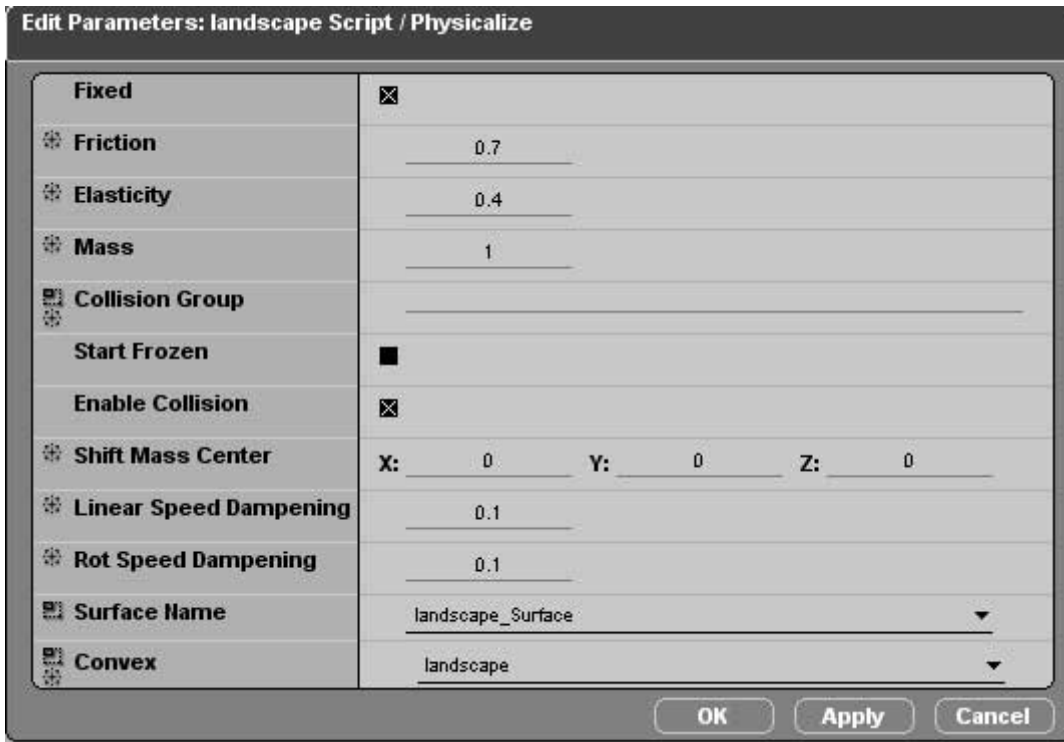 Edit Parameters: landscape Script / Physicalize
Fixed
Friction 0.7
Elasticity 0.4
Mass 1
Collision Group
Start Frozen
Enable Collision
Shift Mass Center X: 0 Y: 0 Z: 0
Linear Speed Dampening 0.1
Rot Speed Dampening 0.1
Surface Name landscape_Surface
Convex landscape
OK Apply Cancel